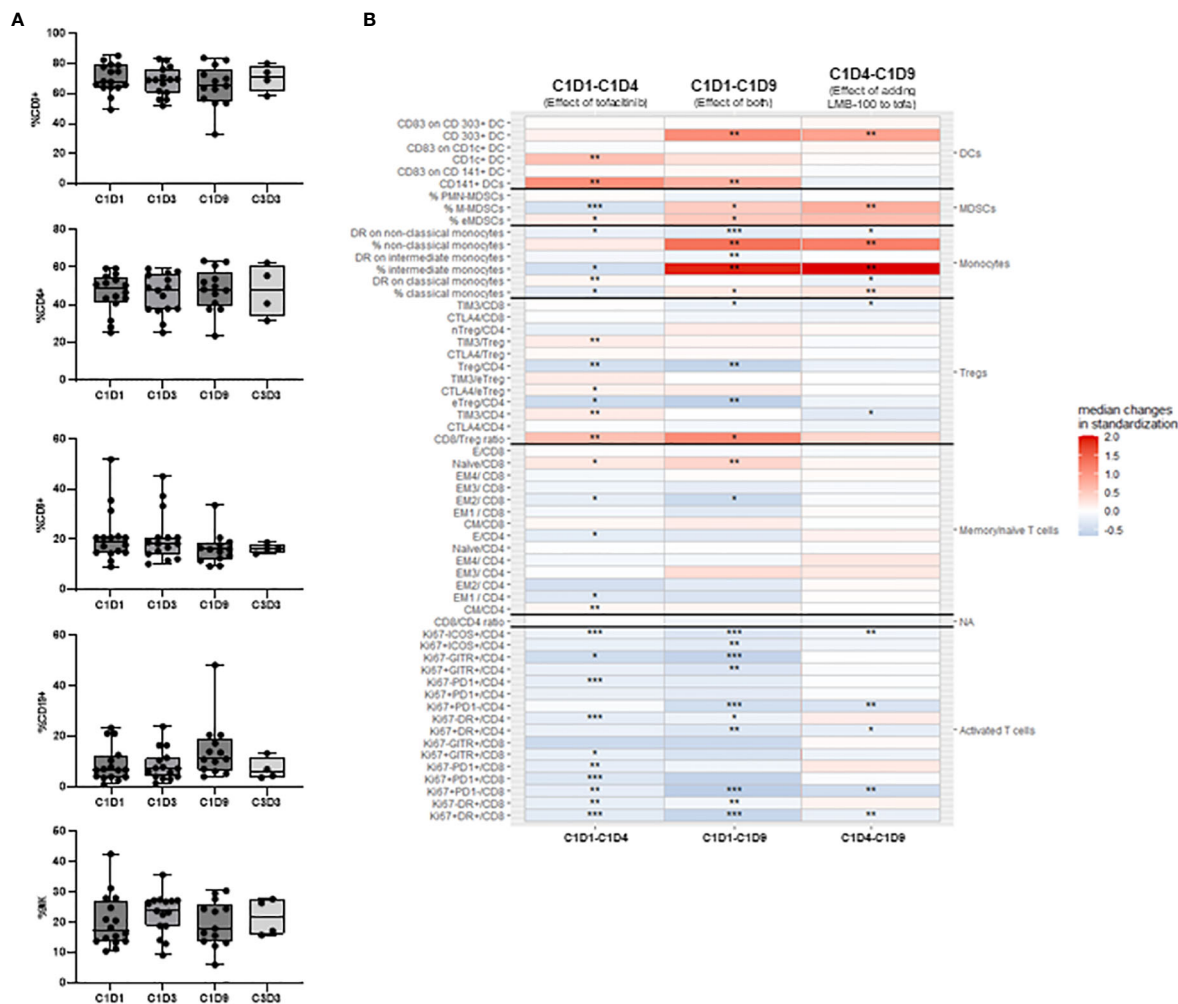 A
B
100
80
60
40
20
0
C1D1 C1D3 C1D9 C3D3
%CD4+
80
60
40
20
0
C1D1 C1D3 C1D9 C3D3
60
40
20
0
C1D1 C1D3 C1D9 C3D3
%CD19+
60
40
20
0
C1D1 C1D3 C1D9 C3D3
%NK
50
40
30
20
10
0
C1D1 C1D3 C1D9 C3D3
C1D1-C1D4
(Effect of tofacitinib)
C1D1-C1D9
(Effect of both)
C1D4-C1D9
(Effect of adding
LMB-100 to tofa)
CD83 on CD 303+ DC
CD 303+ DC ** **
CD83 on CD1c+ DC
CD1c+ DC **
CD83 on CD 141+ DC
CD141+ DCs ** **
DCs
% PMN-MDSCs
% M-MDSCs *** * **
% eMDSCs * *
MDSCs
DR on non-classical monocytes * *** *
% non-classical monocytes ** **
DR on intermediate monocytes **
% intermediate monocytes * ** **
DR on classical monocytes ** *
% classical monocytes * * **
Monocytes
TIM3/CD8 * *
CTLA4/CD8
nTreg/CD4
TIM3/Treg **
CTLA4/Treg
Treg/CD4 ** **
TIM3/eTreg
CTLA4/eTreg *
eTreg/CD4 * **
TIM3/CD4 ** *
CTLA4/CD4
CD8/Treg ratio ** *
Tregs
E/CD8
Naïve/CD8 * **
EM4/ CD8
EM3/ CD8
EM2/ CD8 * *
EM1 / CD8
CM/CD8
E/CD4 *
Naïve/CD4
EM4/ CD4
EM3/ CD4
EM2/ CD4
EM1 / CD4 *
CM/CD4 **
Memory/naïve T cells
CD8/CD4 ratio
NA
Ki67-ICOS+/CD4 *** *** **
Ki67+ICOS+/CD4 **
Ki67-GITR+/CD4 * ***
Ki67+GITR+/CD4 **
Ki67-PD1+/CD4 ***
Ki67+PD1+/CD4
Ki67+PD1-/CD4 *** **
Ki67-DR+/CD4 *** *
Ki67+DR+/CD4 ** *
Ki67-GITR+/CD8
Ki67+GITR+/CD8 *
Ki67-PD1+/CD8 **
Ki67+PD1+/CD8 ***
Ki67+PD1-/CD8 ** *** **
Ki67-DR+/CD8 ** **
Ki67+DR+/CD8 *** *** **
Activated T cells
C1D1-C1D4 C1D1-C1D9 C1D4-C1D9
median changes
in standardization
2.0
1.5
1.0
0.5
0.0
-0.5